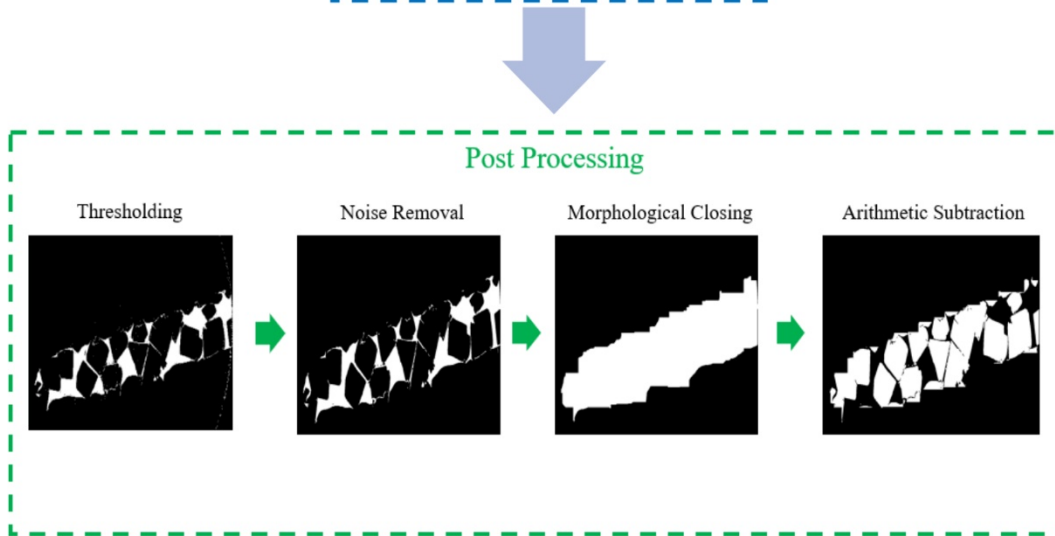 Post Processing
Thresholding
Noise Removal
Morphological Closing
Arithmetic Subtraction